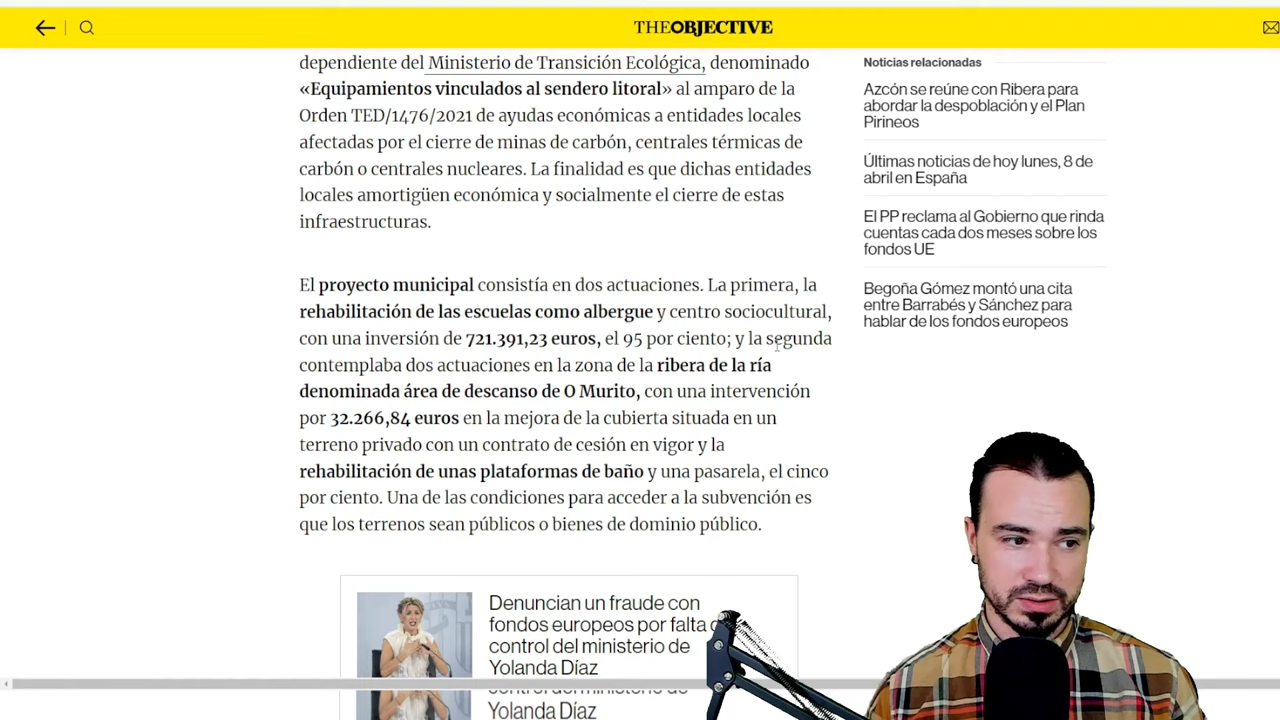 THEOBJECTIVE
dependiente del Ministerio de Transición Ecológica, denominado
«Equipamientos vinculados al sendero litoral» al amparo de la
Orden TED/1476/2021 de ayudas económicas a entidades locales
afectadas por el cierre de minas de carbón, centrales térmicas de
carbón o centrales nucleares. La finalidad es que dichas entidades
locales amortigüen económica y socialmente el cierre de estas
infraestructuras.
El proyecto municipal consistía en dos actuaciones. La primera, la
rehabilitación de las escuelas como albergue y centro sociocultural,
con una inversión de 721.391,23 euros, el 95 por ciento; y la segunda
contemplaba dos actuaciones en la zona de la ribera de la ría
denominada área de descanso de O Murito, con una intervención
por 32.266,84 euros en la mejora de la cubierta situada en un
terreno privado con un contrato de cesión en vigor y la
rehabilitación de unas plataformas de baño y una pasarela, el cinco
por ciento. Una de las condiciones para acceder a la subvención es
que los terrenos sean públicos o bienes de dominio público.
Denuncian un fraude con
fondos europeos por falta
control del ministerio de
Yolanda Díaz
control del ministerio de
Yolanda Díaz
Noticias relacionadas
Azcón se reúne con Ribera para
abordar la despoblación y el Plan
Pirineos
Últimas noticias de hoy lunes, 8 de
abril en España
El PP reclama al Gobierno que rinda
cuentas cada dos meses sobre los
fondos UE
Begoña Gómez montó una cita
entre Barrabés y Sánchez para
hablar de los fondos europeos